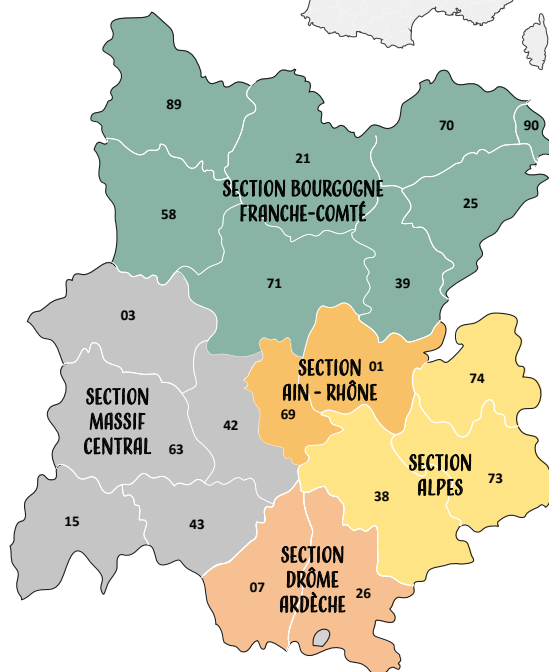 89
70
90
21
SECTION BOURGOGNE
FRANCHE-COMTÉ
58
25
71
39
03
SECTION
AIN - RHÔNE
01
74
69
SECTION
MASSIF
CENTRAL
42
63
SECTION
ALPES
73
38
15
43
SECTION
DRÔME
ARDÈCHE
07
26